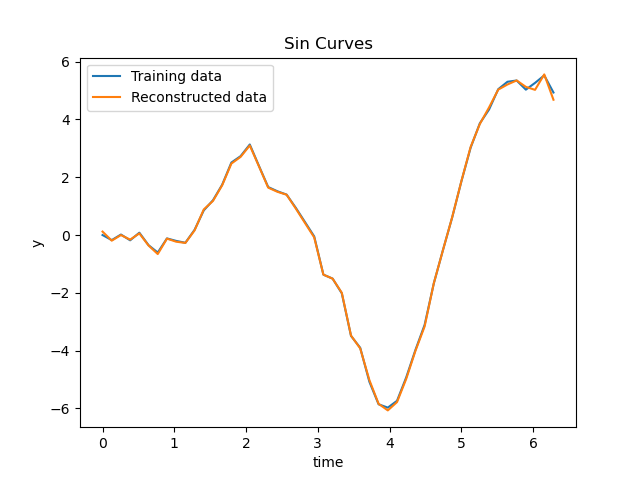 Sin Curves
Training data
Reconstructed data
y
6
4
2
0
−2
−4
−6
0 1 2 3 4 5 6
time